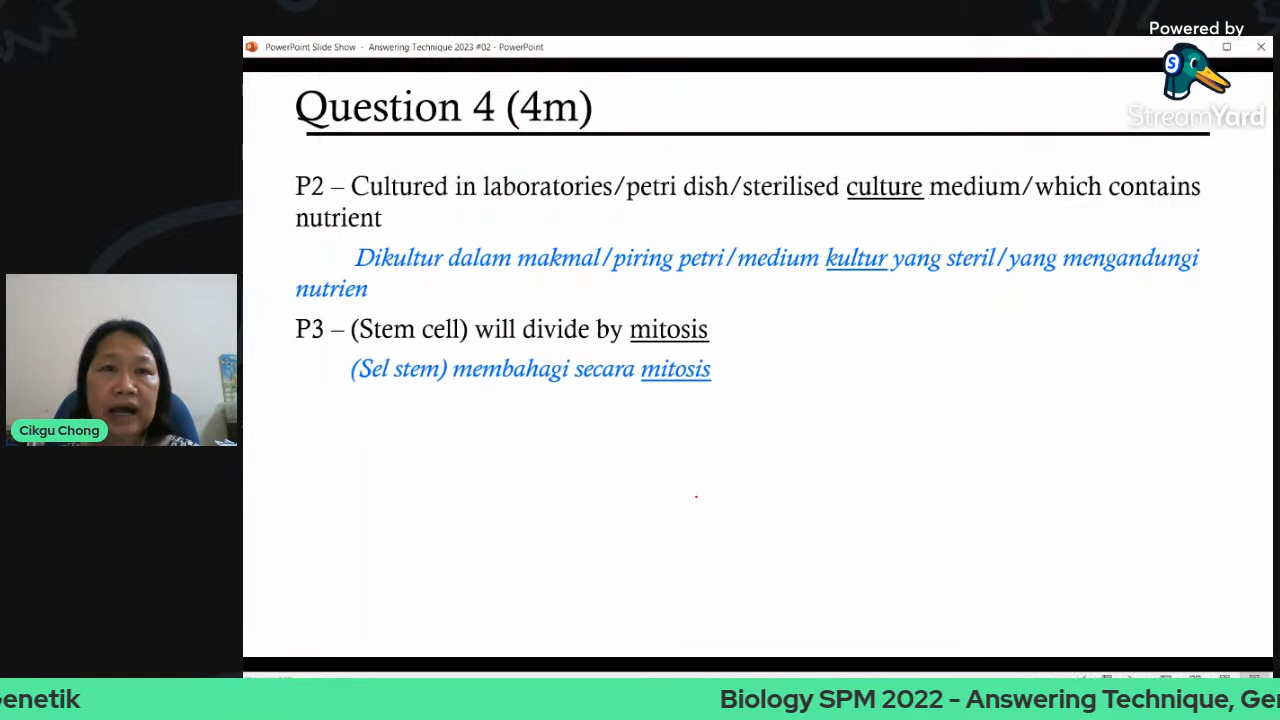 Powered by
StreamYard
PowerPoint Slide Show - Answering Technique 2023 #02 - PowerPoint
Question 4 (4m)
P2 – Cultured in laboratories/petri dish/sterilised culture medium/which contains
nutrient
Dikultur dalam makmal/piring petri/medium kultur yang steril/yang mengandungi
nutrien
P3 – (Stem cell) will divide by mitosis
(Sel stem) membahagi secara mitosis
Cikgu Chong
Genetik
Biology SPM 2022 - Answering Technique, Gen